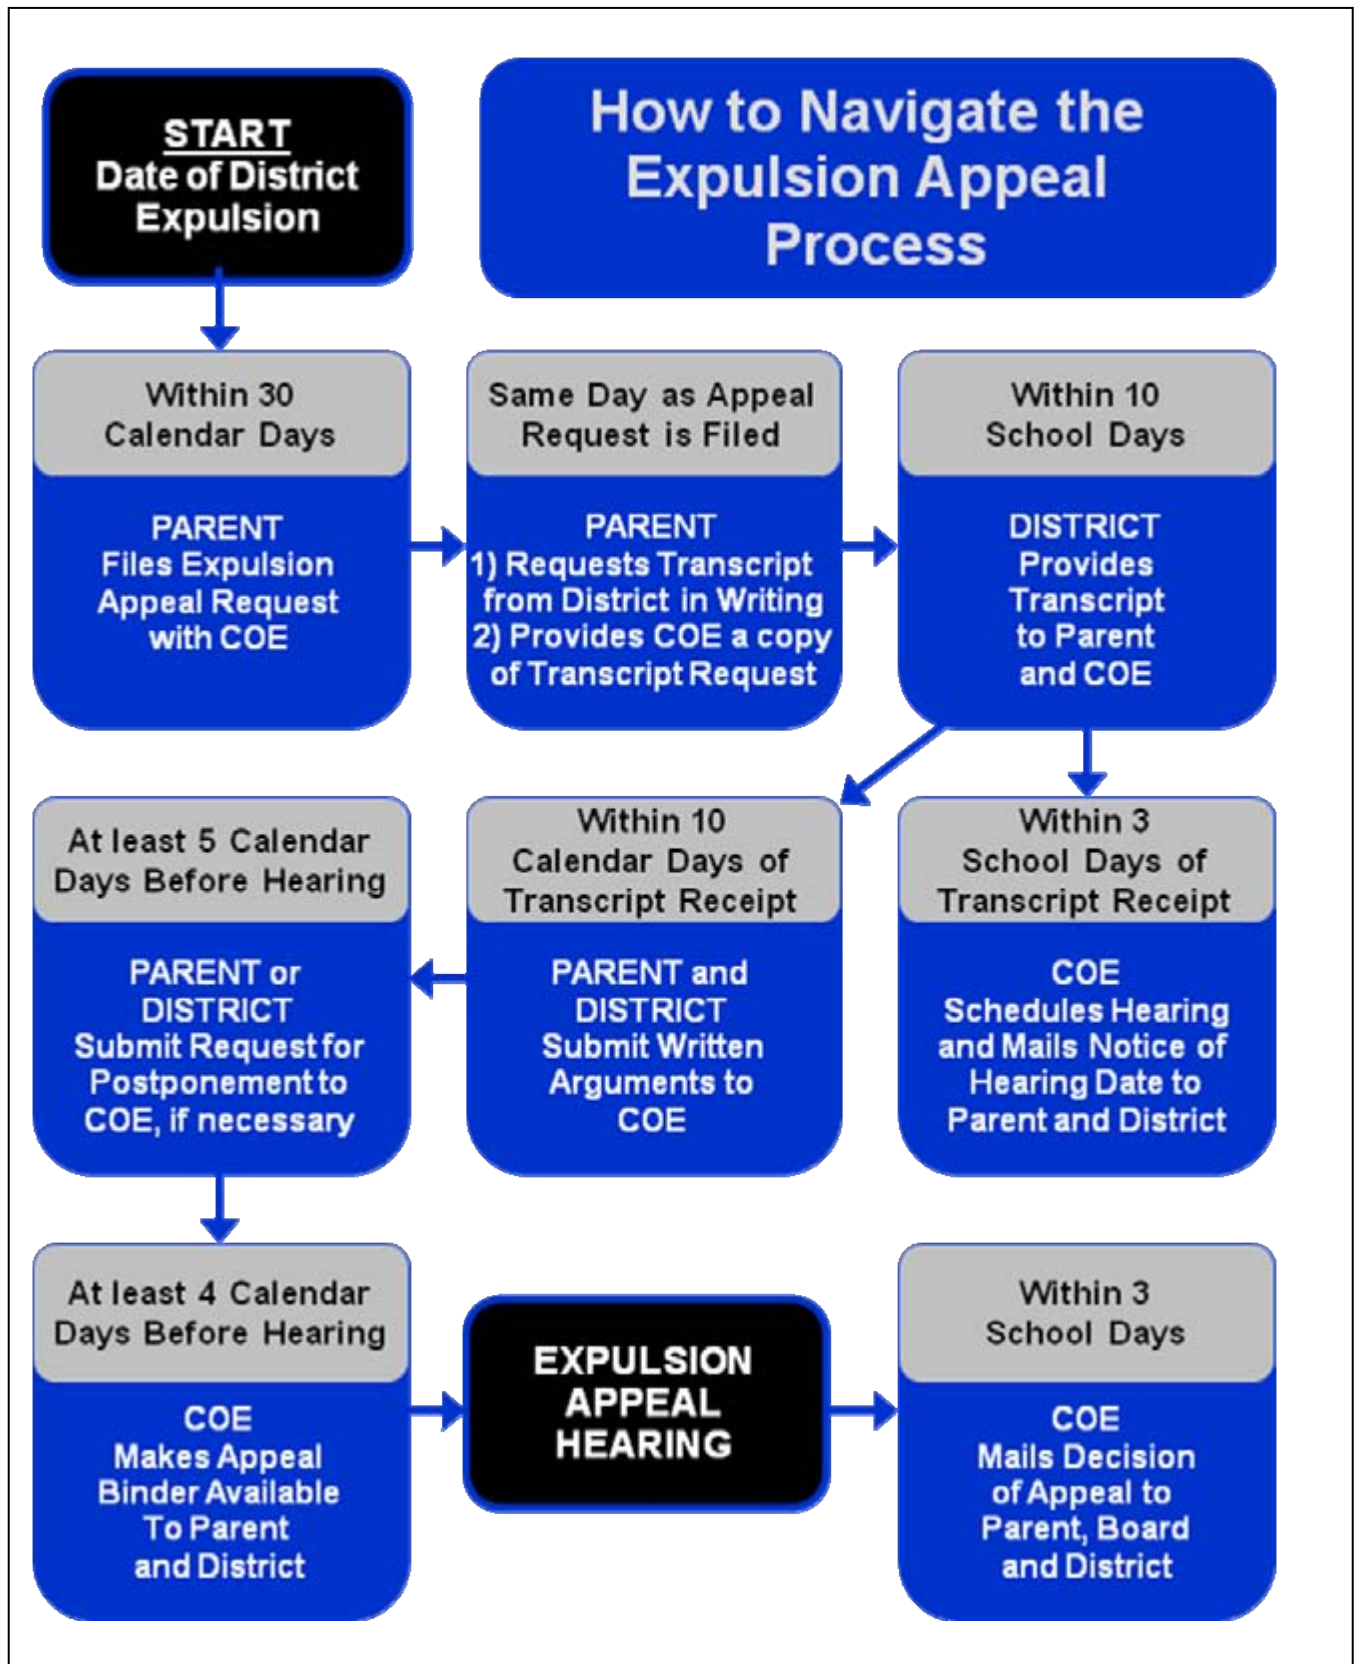 START
Date of District
Expulsion
How to Navigate the
Expulsion Appeal
Process
Within 30
Calendar Days
PARENT
Files Expulsion
Appeal Request
with COE
Same Day as Appeal
Request is Filed
PARENT
1) Requests Transcript
from District in Writing
2) Provides COE a copy
of Transcript Request
Within 10
School Days
DISTRICT
Provides
Transcript
to Parent
and COE
At least 5 Calendar
Days Before Hearing
PARENT or
DISTRICT
Submit Request for
Postponement to
COE, if necessary
Within 10
Calendar Days of
Transcript Receipt
PARENT and
DISTRICT
Submit Written
Arguments to
COE
Within 3
School Days of
Transcript Receipt
COE
Schedules Hearing
and Mails Notice of
Hearing Date to
Parent and District
At least 4 Calendar
Days Before Hearing
COE
Makes Appeal
Binder Available
To Parent
and District
EXPULSION
APPEAL
HEARING
Within 3
School Days
COE
Mails Decision
of Appeal to
Parent, Board
and District